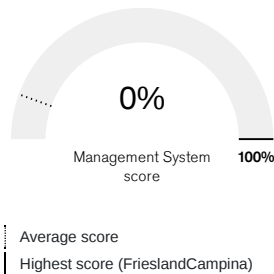 0%
Management System
score
100%
Average score
Highest score (FrieslandCampina)